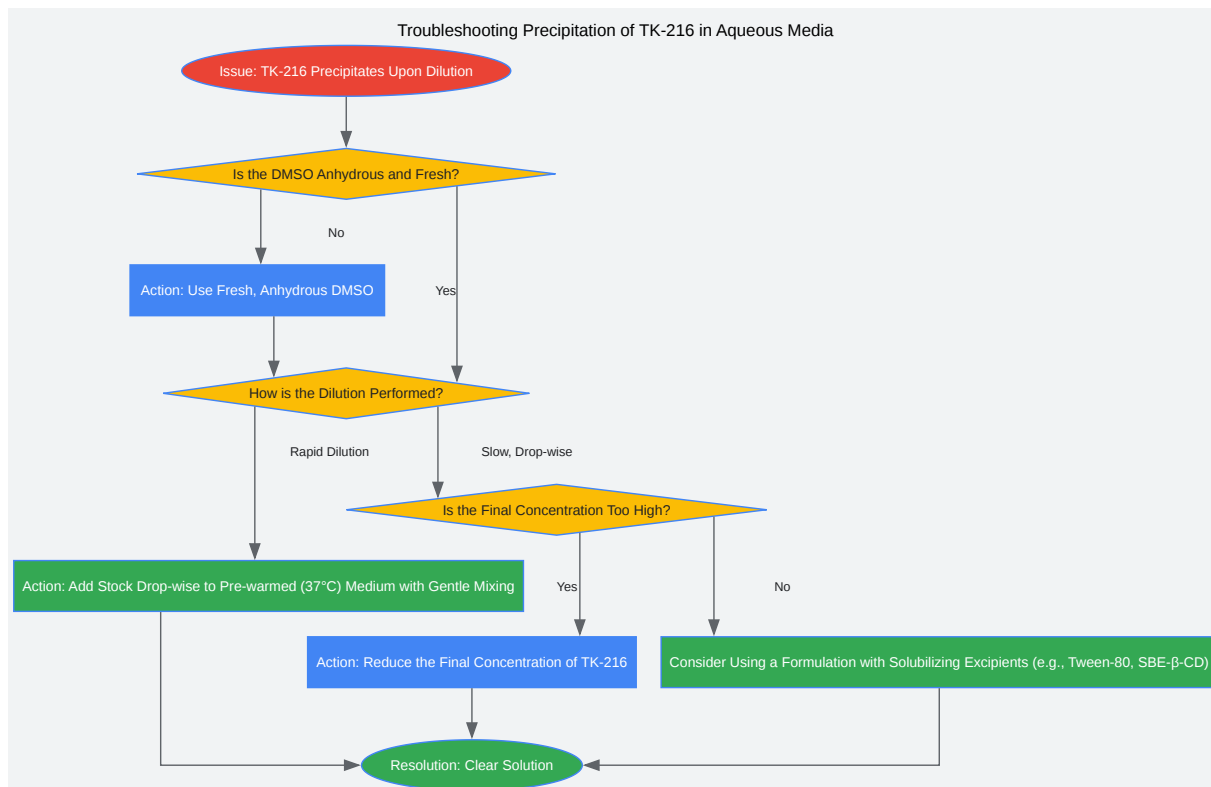 Troubleshooting Precipitation of TK-216 in Aqueous Media
Issue: TK-216 Precipitates Upon Dilution
Is the DMSO Anhydrous and Fresh?
No
Action: Use Fresh, Anhydrous DMSO
Yes
How is the Dilution Performed?
Rapid Dilution
Slow, Drop-wise
Is the Final Concentration Too High?
Action: Add Stock Drop-wise to Pre-warmed (37°C) Medium with Gentle Mixing
Yes
No
Action: Reduce the Final Concentration of TK-216
Consider Using a Formulation with Solubilizing Excipients (e.g., Tween-80, SBE-β-CD)
Resolution: Clear Solution